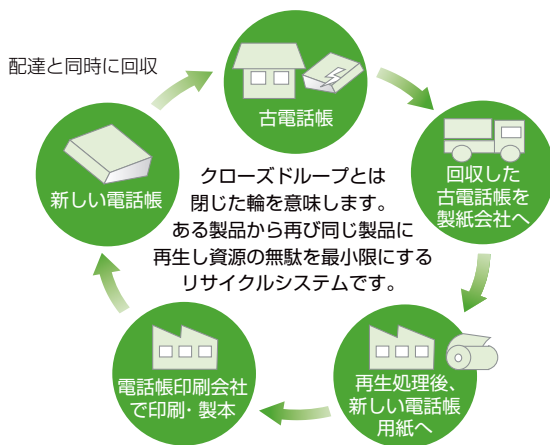 配達と同時に回収
古電話帳
新しい電話帳
回収した
古電話帳を
製紙会社へ
クローズドループとは
閉じた輪を意味します。
ある製品から再び同じ製品に
再生し資源の無駄を最小限にする
リサイクルシステムです。
電話帳印刷会社
で印刷・製本
再生処理後、
新しい電話帳
用紙へ